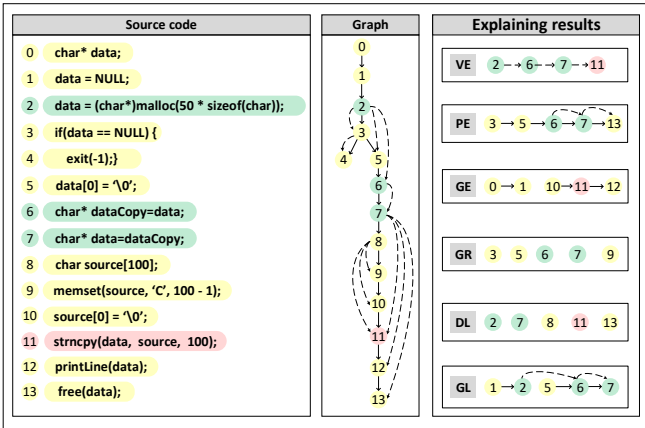 Source code
0 char* data;
1 data = NULL;
2 data = (char*)malloc(50 * sizeof(char));
3 if(data == NULL) {
4 exit(-1);}
5 data[0] = '\0';
6 char* dataCopy=data;
7 char* data=dataCopy;
8 char source[100];
9 memset(source, 'C', 100 - 1);
10 source[0] = '\0';
11 strncpy(data, source, 100);
12 printLine(data);
13 free(data);
Graph
0
1
2
3
4 5
6
7
8
9
10
11
12
13
Explaining results
VE 2 6 7 11
PE 3 5 6 7 13
GE 0 1 10 11 12
GR 3 5 6 7 9
DL 2 7 8 11 13
GL 1 2 5 6 7